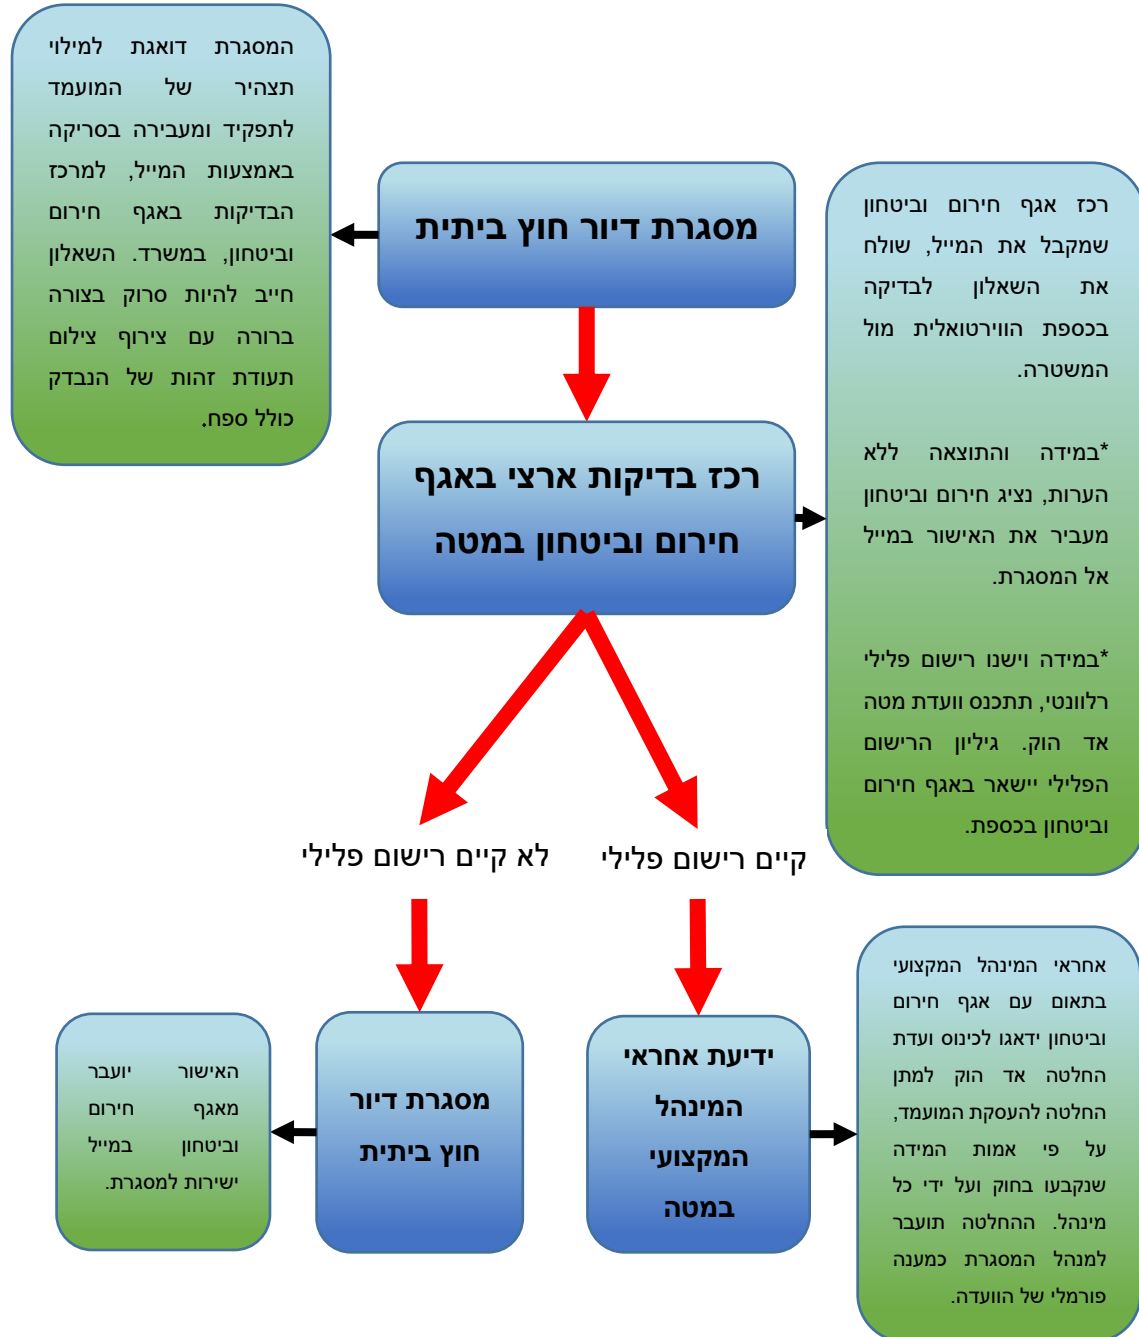 המסגרת דואגת למילוי
תצהיר של המועמד
לתפקיד ומעבירה בסריקה
באמצעות המייל, למרכז
הבדיקות באגף חירום
וביטחון, במשרד. השאלון
חייב להיות סרוק בצורה
ברורה עם צירוף צילום
תעודת זהות של הנבדק
כולל ספח.
מסגרת דיור חוץ ביתית
רכז אגף חירום וביטחון
שמקבל את המייל, שולח
את השאלון לבדיקה
בכספת הווירטואלית מול
המשטרה.
*במידה והתוצאה ללא
הערות, נציג חירום וביטחון
מעביר את האישור במייל
אל המסגרת.
*במידה וישנו רישום פלילי
רלוונטי, תתכנס וועדת מטה
אד הוק. גיליון הרישום
הפלילי יישאר באגף חירום
וביטחון בכספת.
רכז בדיקות ארצי באגף
חירום וביטחון במטה
קיים רישום פלילי
לא קיים רישום פלילי
אחראי המינהל המקצועי
בתאום עם אגף חירום
וביטחון ידאגו לכינוס ועדת
החלטה אד הוק למתן
החלטה להעסקת המועמד,
על פי אמות המידה
שנקבעו בחוק ועל ידי כל
מינהל. ההחלטה תועבר
למנהל המסגרת כמענה
פורמלי של הוועדה.
ידיעת אחראי
המינהל
המקצועי
במטה
מסגרת דיור
חוץ ביתית
האישור יועבר
מאגף חירום
וביטחון במייל
ישירות למסגרת.